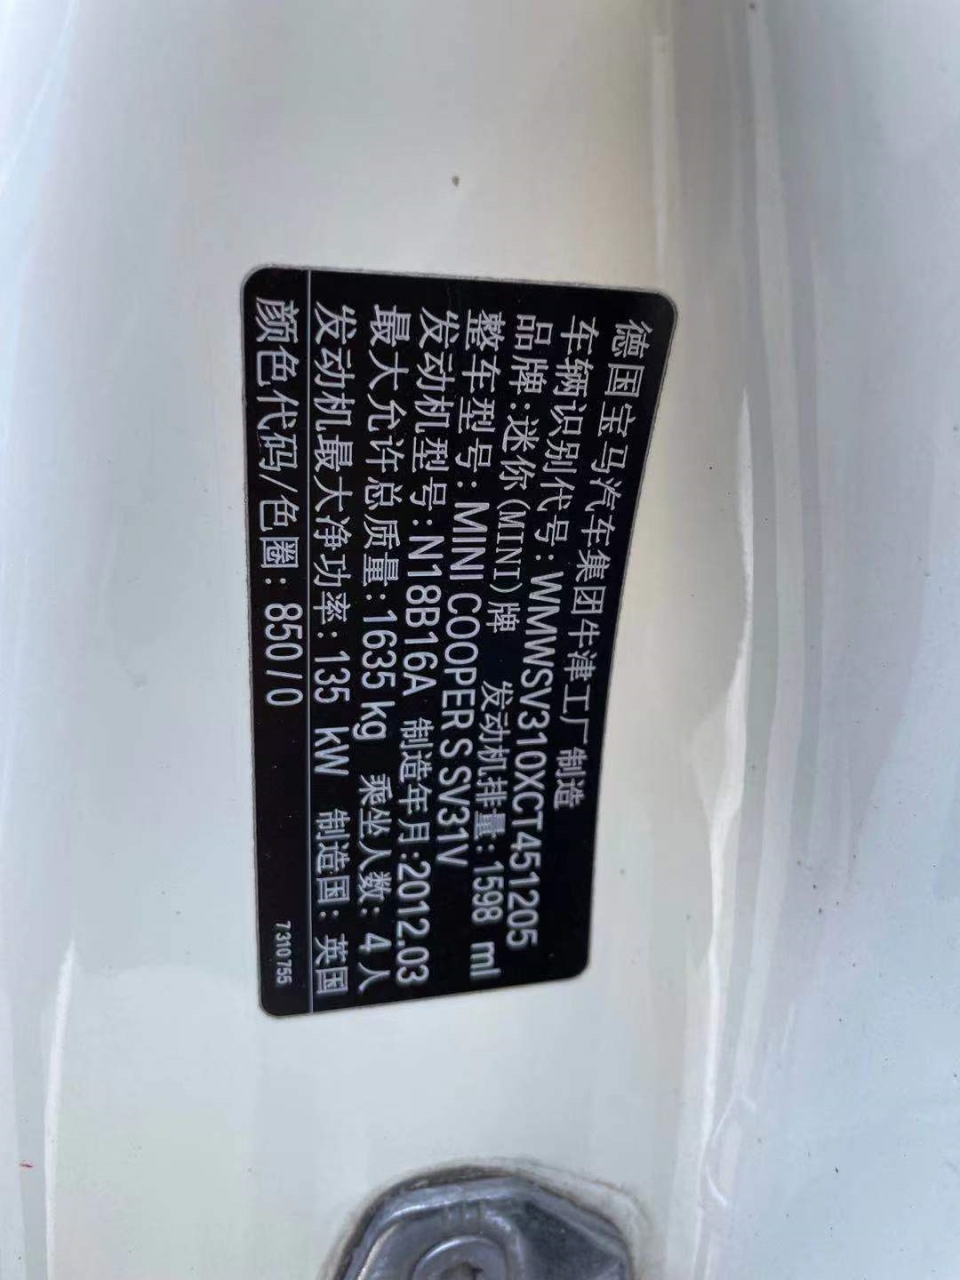 德国宝马汽车集团牛津工厂制造
车辆识别代号:WMWSV310XCT451205
品牌:迷你(MINI)牌 发动机排量:1598 ml
整车型号:MINI COOPER S SV31V
发动机型号:N18B16A 制造年月:2012.03
最大允许总质量:1635 kg 乘坐人数:4人
发动机最大净功率:135 kW 制造国:英国
颜色代码/色圈:850/0 7310755